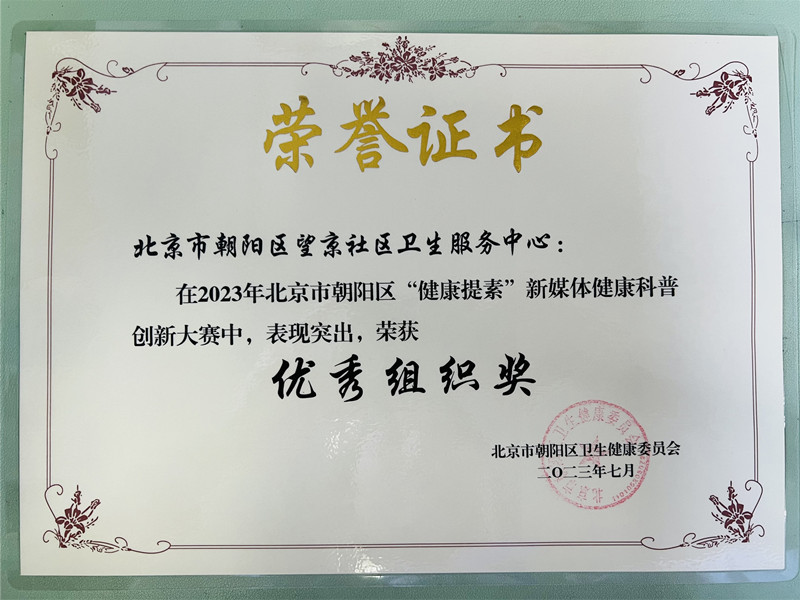 荣誉证书
北京市朝阳区望京社区卫生服务中心：
在2023年北京市朝阳区“健康提素”新媒体健康科普
创新大赛中，表现突出，荣获
优秀组织奖
北京市朝阳区卫生健康委员会
二〇二三年七月